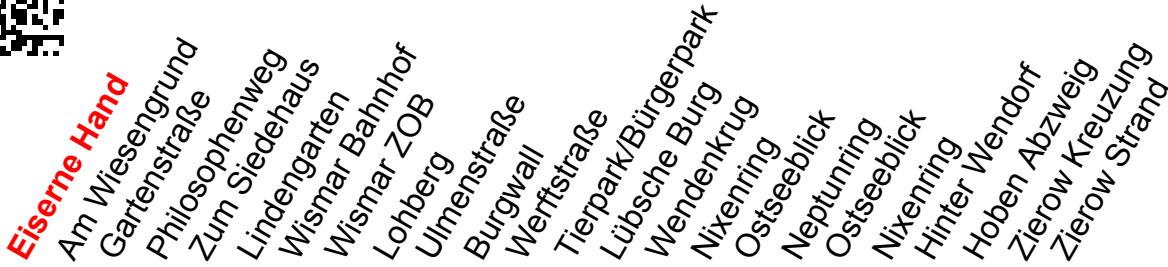 Eiserne Hand
Am Wiesengrund
Gartenstraße
Philosophenweg
Zum Siedehaus
Lindengarten
Wismar Bahnhof
Wismar ZOB
Lohberg
Ulmenstraße
Burgwall
Werftstraße
Tierpark/Bürgerpark
Lübsche Burg
Wendenkrug
Nixenring
Ostseeblick
Neptunring
Ostseeblick
Nixenring
Hinter Wendorf
Hoben Abzweig
Zierow Kreuzung
Zierow Strand